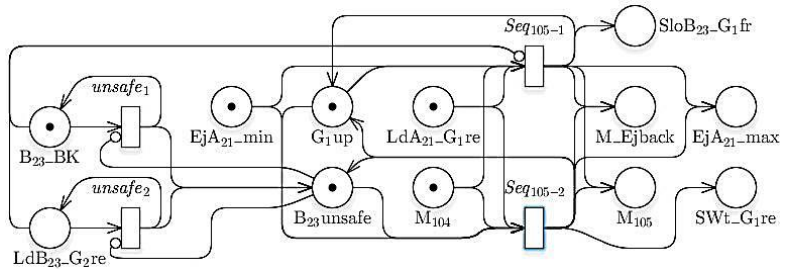 Seq₁₀₅₋₁
SloB₂₃_G₁fr
unsafe₁
B₂₃_BK
EjA₂₁_min
G₁up
LdA₂₁_G₁re
M_Ejback
EjA₂₁_max
unsafe₂
Seq₁₀₅₋₂
LdB₂₃_G₂re
B₂₃unsafe
M₁₀₄
M₁₀₅
SWt_G₁re